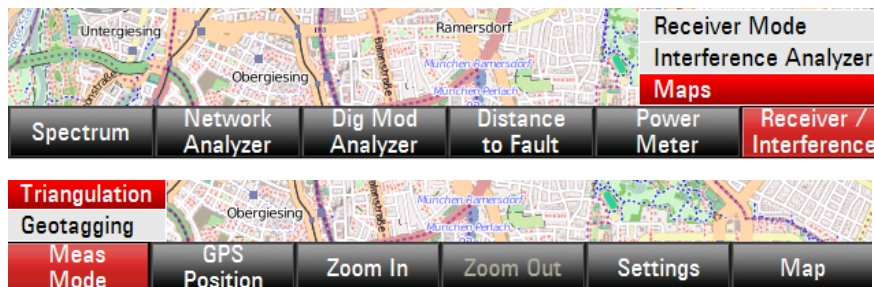 Untergiesing
Ramersdorf
Receiver Mode
Obergiesing
Balanstraße
München Ramersdorf
Interference Analyzer
München Perlach
Maps
Spectrum
Network
Analyzer
Dig Mod
Analyzer
Distance
to Fault
Power
Meter
Receiver /
Interference
Triangulation
Geotagging
Obergiesing
München Ramersdorf
München Perlach
Meas
Mode
GPS
Position
Zoom In
Zoom Out
Settings
Map